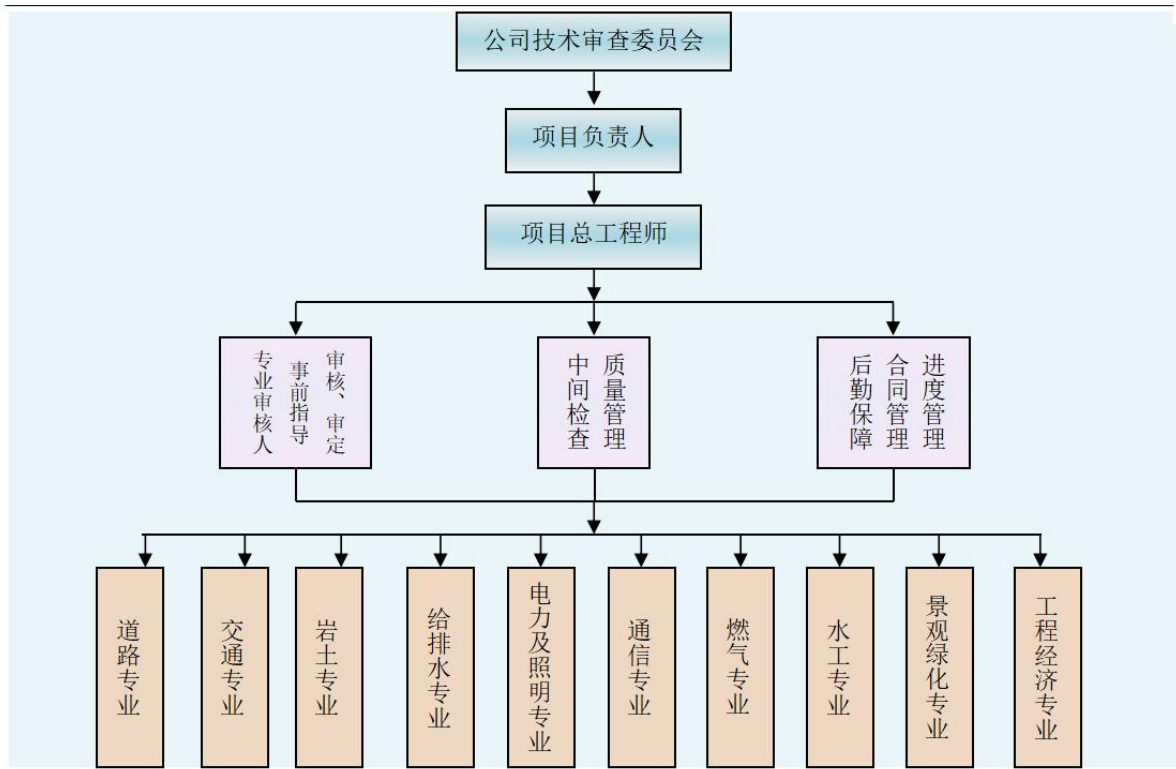 公司技术审查委员会
项目负责人
项目总工程师
审核、审定
事前指导
专业审核人
质量管理
中间检查
进度管理
合同管理
后勤保障
道路专业
交通专业
岩土专业
给排水专业
电力及照明专业
通信专业
燃气专业
水工专业
景观绿化专业
工程经济专业